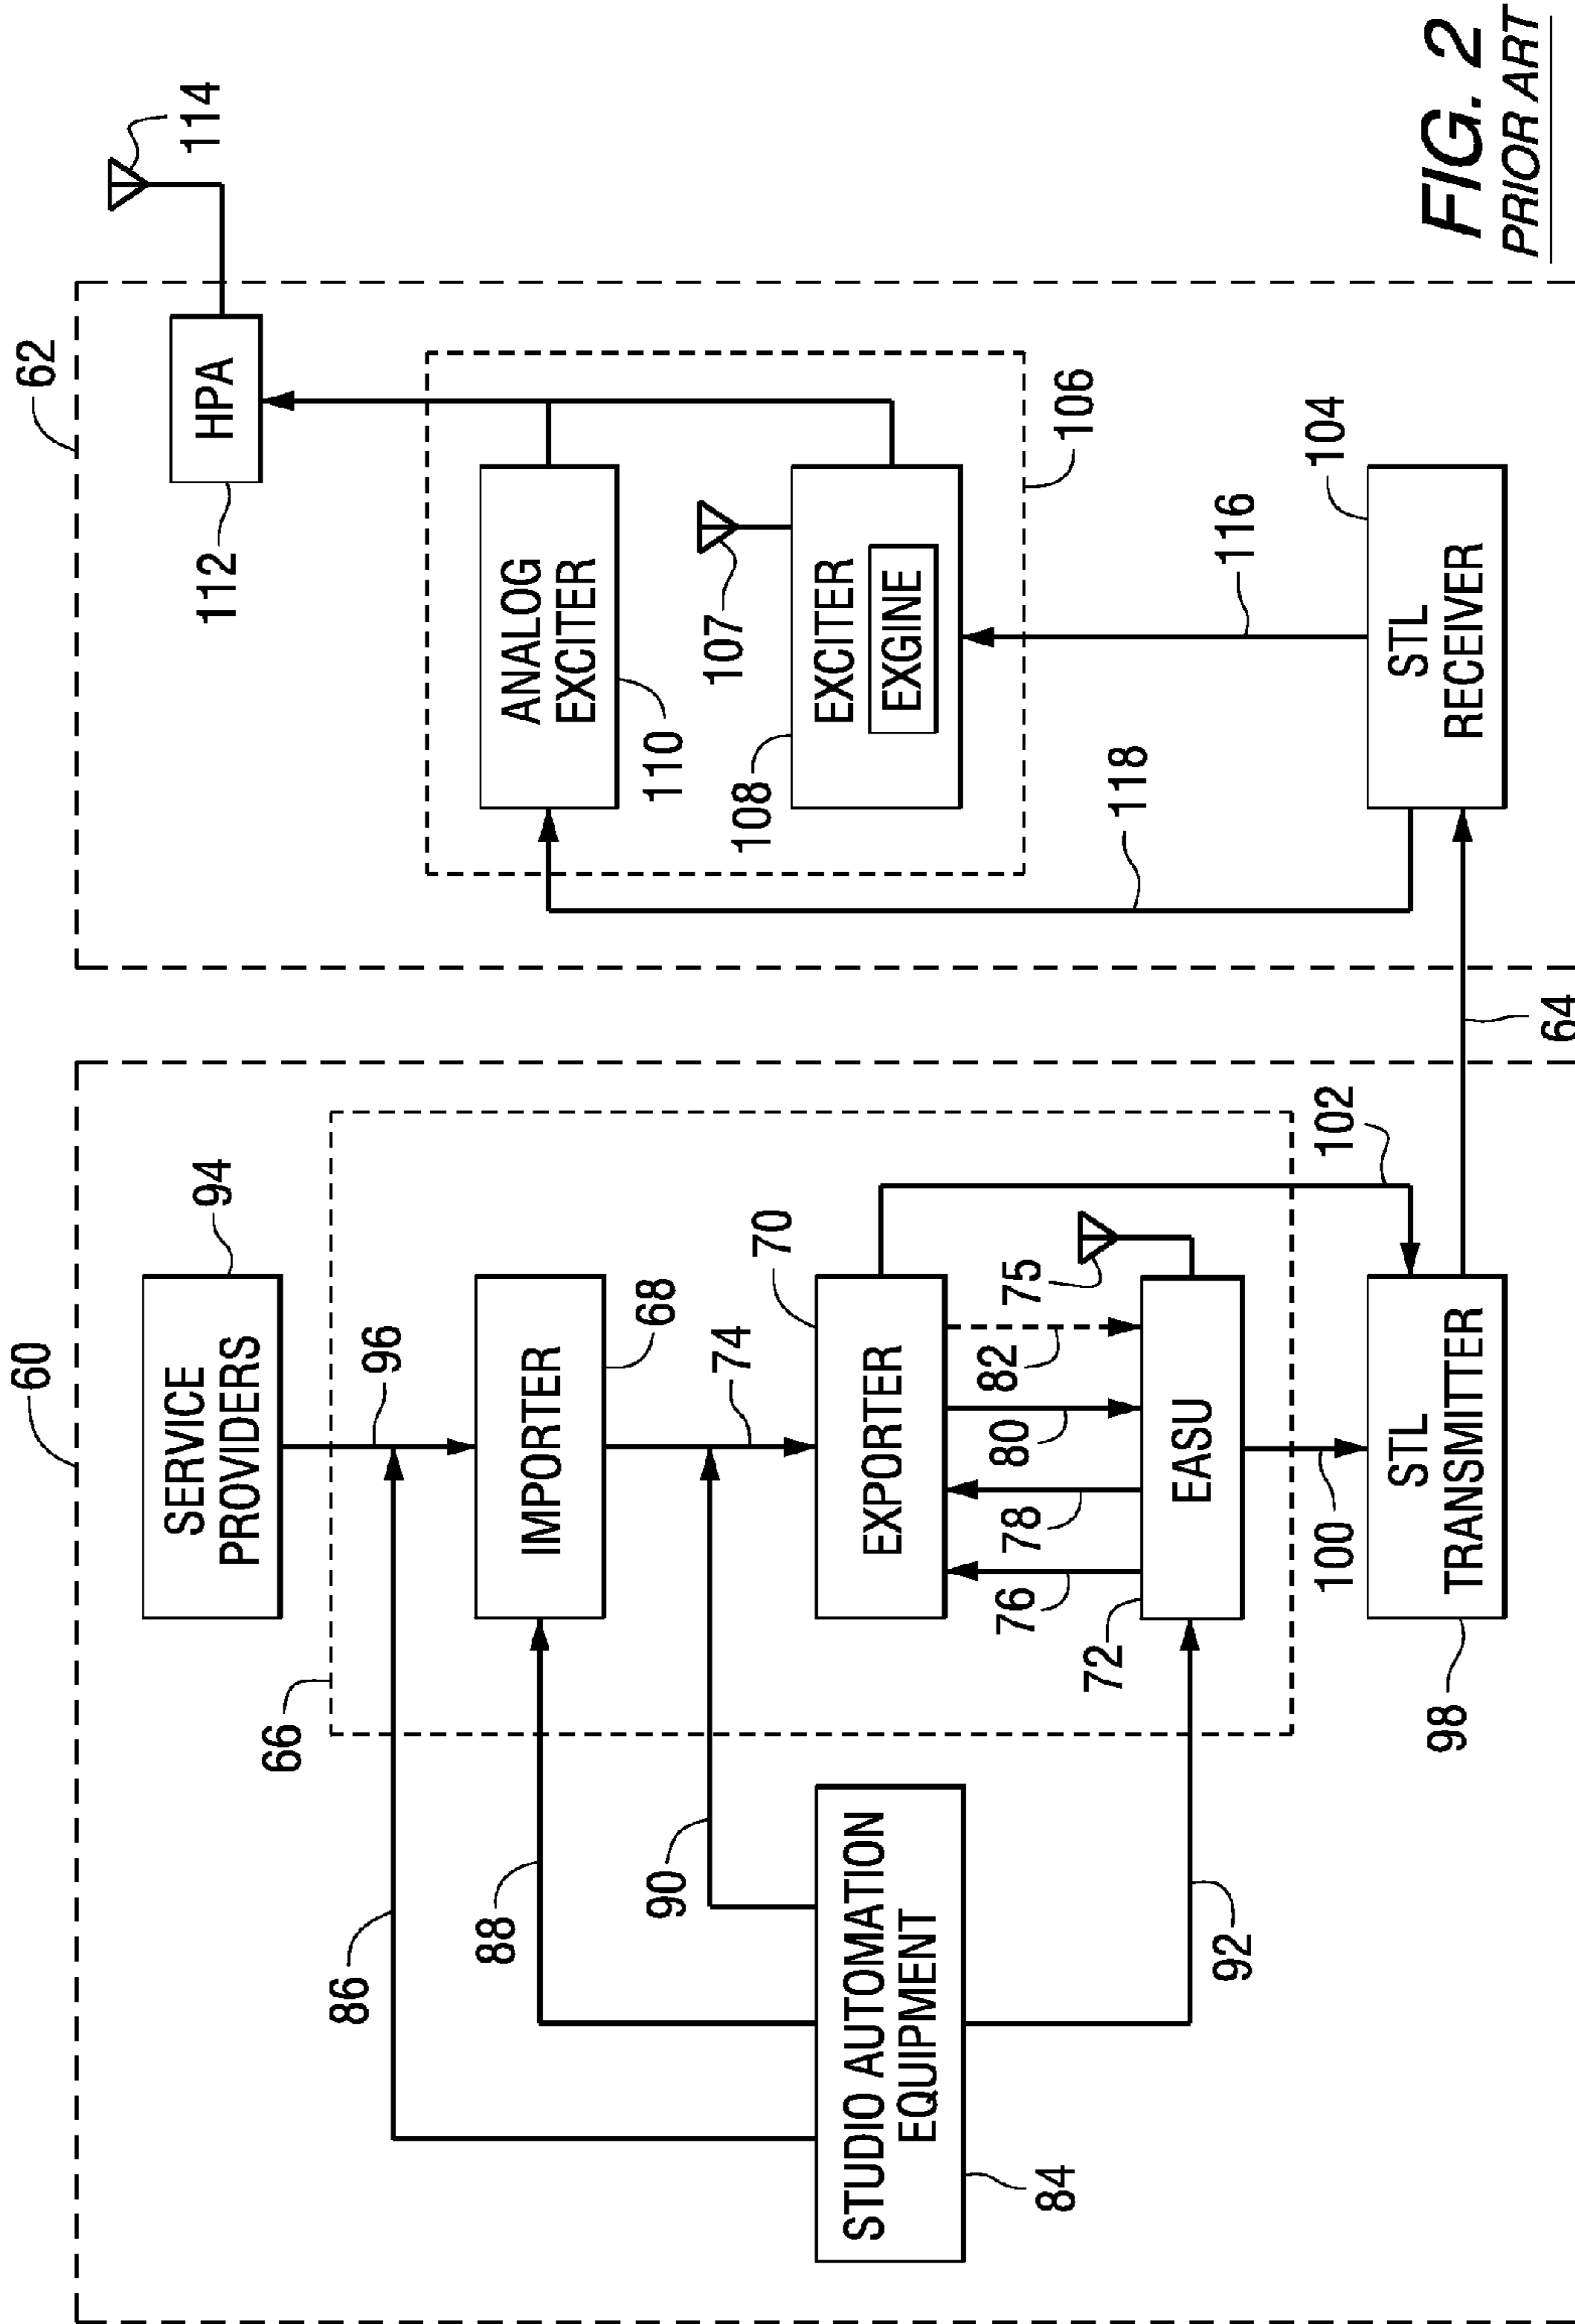 60
62
SERVICE
PROVIDERS
94
HPA
112
114
66
86
96
88
IMPORTER
68
90
74
ANALOG
EXCITER
110
107
STUDIO AUTOMATION
EQUIPMENT
84
EXPORTER
70
108
EXCITER
EXGINE
106
76
78
80
82
75
72
EASU
92
100
102
118
116
98
STL
TRANSMITTER
64
STL
RECEIVER
104
FIG. 2
PRIOR ART